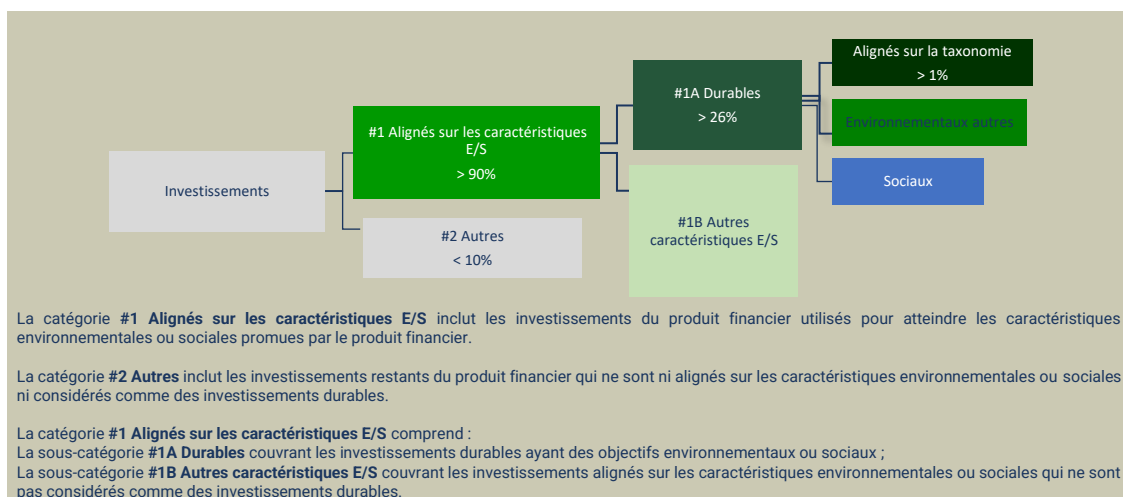 Alignés sur la taxonomie
> 1%
#1A Durables
> 26%
Environnementaux autres
#1 Alignés sur les caractéristiques
E/S
> 90%
Investissements
Sociaux
#2 Autres
< 10%
#1B Autres
caractéristiques E/S
La catégorie #1 Alignés sur les caractéristiques E/S inclut les investissements du produit financier utilisés pour atteindre les caractéristiques
environnementales ou sociales promues par le produit financier.
La catégorie #2 Autres inclut les investissements restants du produit financier qui ne sont ni alignés sur les caractéristiques environnementales ou sociales
ni considérés comme des investissements durables.
La catégorie #1 Alignés sur les caractéristiques E/S comprend :
La sous-catégorie #1A Durables couvrant les investissements durables ayant des objectifs environnementaux ou sociaux ;
La sous-catégorie #1B Autres caractéristiques E/S couvrant les investissements alignés sur les caractéristiques environnementales ou sociales qui ne sont
pas considérés comme des investissements durables.